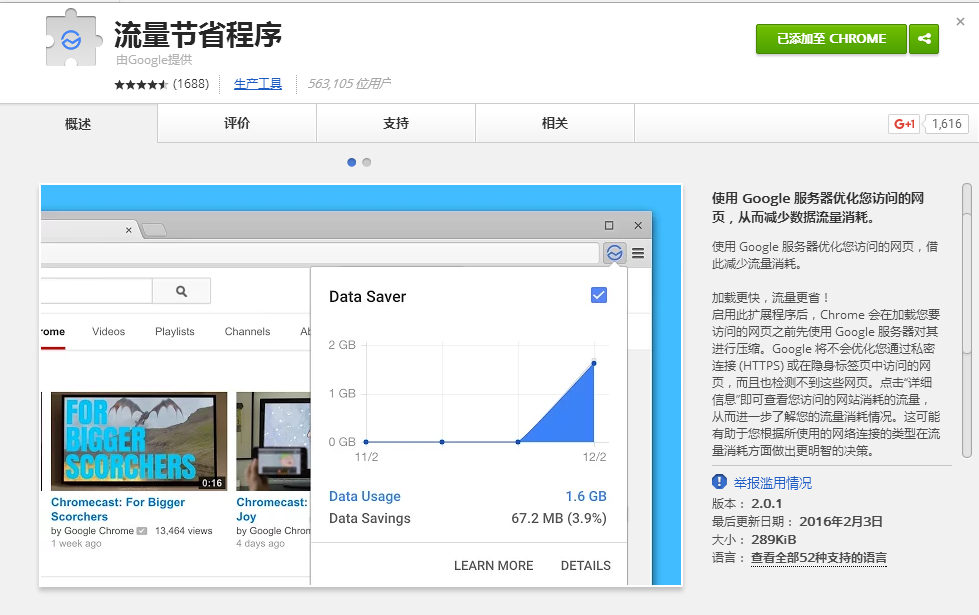 流量节省程序
由Google提供
(1688)
生产工具
563,105 位用户
已添加至 CHROME
概述
评价
支持
相关
G+1
1,616
Data Saver
rome
Videos
Playlists
Channels
2 GB
1 GB
0 GB
11/2
12/2
FOR
BIGGER
SCORCHERS
0:16
Chromecast: For Bigger
Scorchers
by Google Chrome
13,464 views
1 week ago
Joy
by Google Chrom
4 days ago
Data Usage
1.6 GB
Data Savings
67.2 MB (3.9%)
LEARN MORE
DETAILS
使用 Google 服务器优化您访问的网
页，从而减少数据流量消耗。
使用 Google 服务器优化您访问的网页，借
此减少流量消耗。
加载更快，流量更省！
启用此扩展程序后，Chrome 会在加载您要
访问的网页之前先使用 Google 服务器对其
进行压缩。Google 将不会优化您通过私密
连接 (HTTPS) 或在隐身标签页中访问的网
页，而且也检测不到这些网页。点击“详细
信息”即可查看您访问的网站消耗的流量，
从而进一步了解您的流量消耗情况。这可能
有助于您根据所使用的网络连接的类型在流
量消耗方面做出更明智的决策。
举报滥用情况
版本： 2.0.1
最后更新日期： 2016年2月3日
大小： 289KiB
语言： 查看全部52种支持的语言